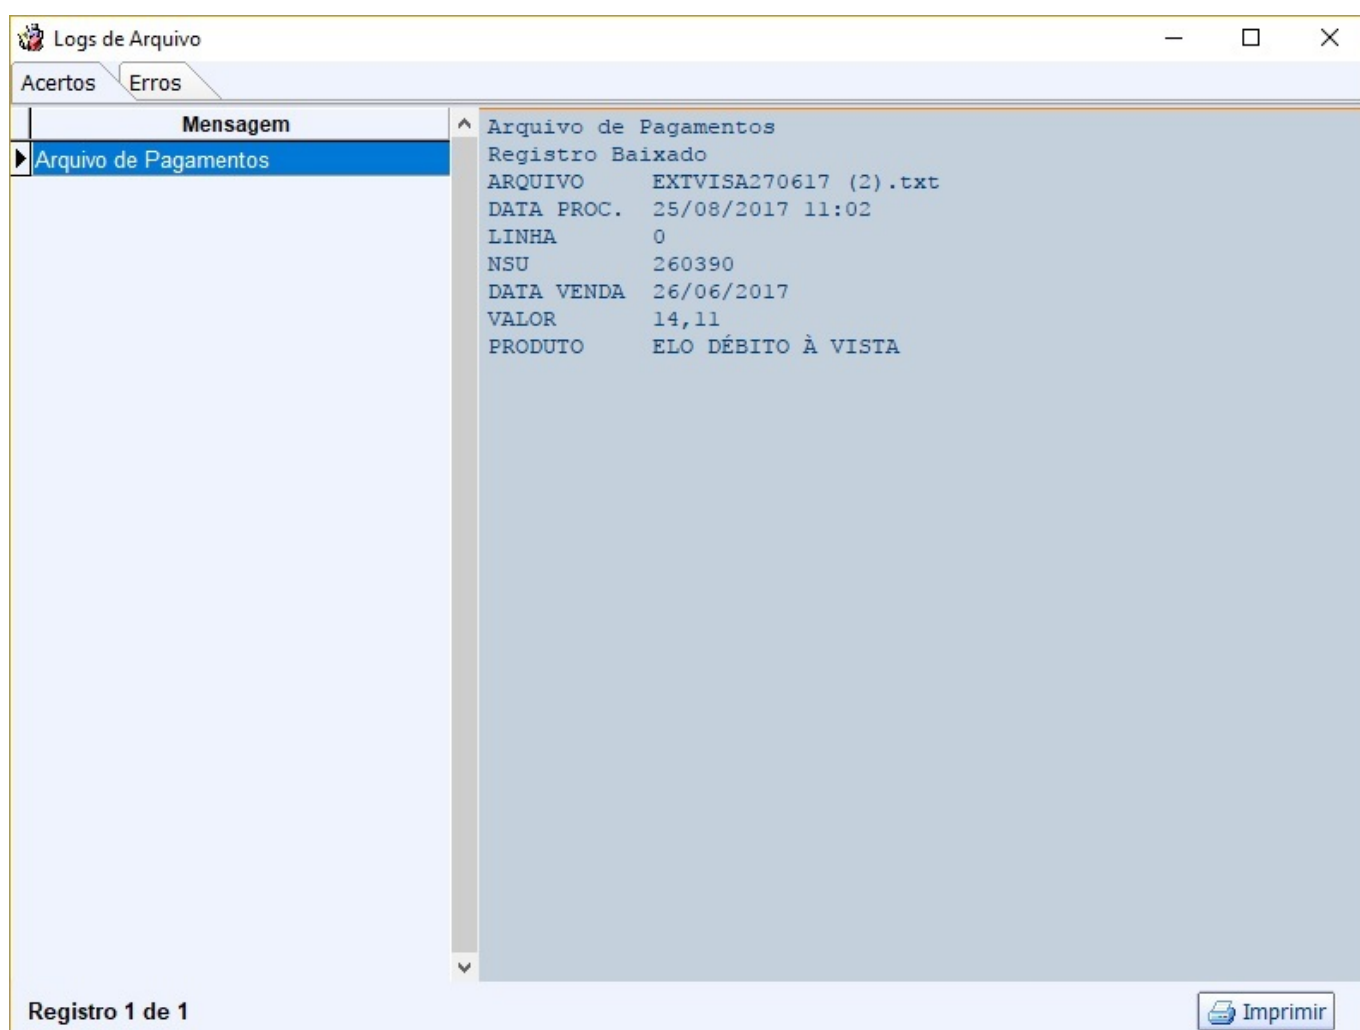 Logs de Arquivo
Acertos
Erros
Mensagem
Arquivo de Pagamentos
Arquivo de Pagamentos
Registro Baixado
ARQUIVO EXTVISA270617 (2).txt
DATA PROC. 25/08/2017 11:02
LINHA 0
NSU 260390
DATA VENDA 26/06/2017
VALOR 14,11
PRODUTO ELO DÉBITO À VISTA
Registro 1 de 1
Imprimir